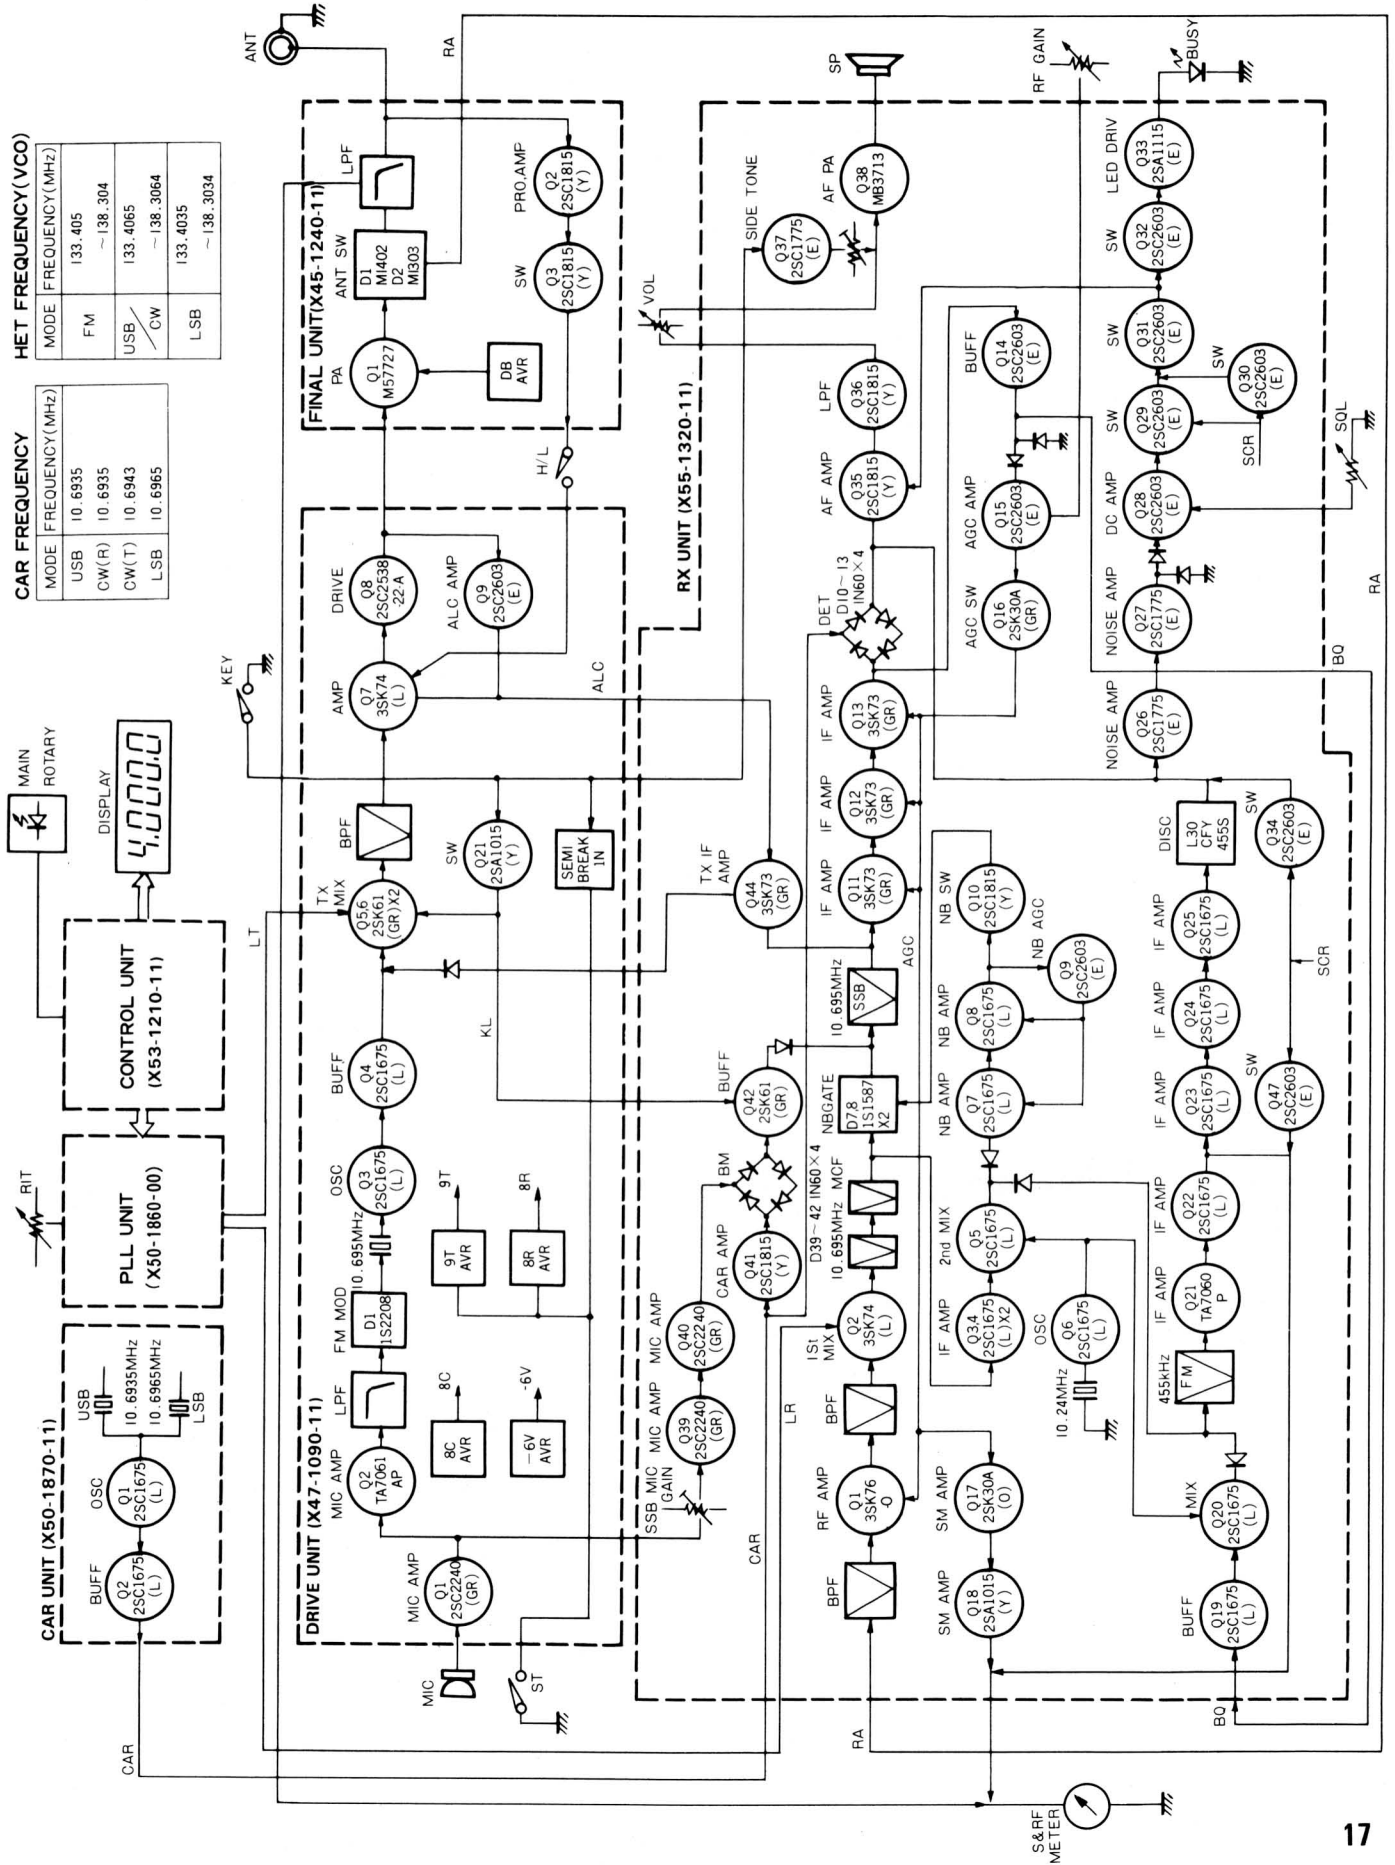 CAR UNIT (X50-1870-11)
BUFF
Q2
2SC1675
(L)
OSC
Q1
2SC1675
(L)
USB
10.6935MHz
10.6965MHz
LSB
CAR
RIT
PLL UNIT
(X50-1860-00)
CONTROL UNIT
(X53-1210-11)
MAIN
ROTARY
DISPLAY
4.0000.0
CAR FREQUENCY
MODE FREQUENCY(MHz)
USB 10.6935
CW(R) 10.6935
CW(T) 10.6943
LSB 10.6965
HET FREQUENCY(VCO)
MODE FREQUENCY(MHz)
FM 133.405
~138.304
USB/CW 133.4065
~138.3064
LSB 133.4035
~138.3034
ANT
RA
LT
KEY
DRIVE UNIT (X47-1090-11)
MIC
MIC AMP
Q1
2SC2240
(GR)
MIC AMP
Q2
TA7061
AP
LPF
FM MOD
D1
1S2208
10.695MHz
OSC
Q3
2SC1675
(L)
BUFF
Q4
2SC1675
(L)
TX
MIX
Q5,6
2SK61
(GR)X2
BPF
AMP
Q7
3SK74
(L)
DRIVE
Q8
2SC2538
-22-A
ALC AMP
Q9
2SC2603
(E)
ALC
SW
Q21
2SA1015
(Y)
SEMI
BREAK
IN
KL
8C
AVR
8C
-6V
AVR
-6V
9T
AVR
9T
8R
AVR
8R
ST
H/L
FINAL UNIT(X45-1240-11)
PA
Q1
M57727
DB
AVR
ANT SW
D1
MI402
D2
MI303
LPF
PRO.AMP
Q2
2SC1815
(Y)
SW
Q3
2SC1815
(Y)
RX UNIT (X55-1320-11)
SSB MIC
GAIN
MIC AMP
Q39
2SC2240
(GR)
MIC AMP
Q40
2SC2240
(GR)
CAR AMP
Q41
2SC1815
(Y)
BM
D39~42 IN60×4
BUFF
Q42
2SK61
(GR)
TX IF
AMP
Q44
3SK73
(GR)
CAR
LR
RA
BPF
RF AMP
Q1
3SK76
-O
BPF
1St
MIX
Q2
3SK74
(L)
10.695MHz MCF
NBGATE
D7,8
1S1587
X2
10.695MHz
SSB
IF AMP
Q11
3SK73
(GR)
IF AMP
Q12
3SK73
(GR)
IF AMP
Q13
3SK73
(GR)
DET
D10~13
IN60×4
AF AMP
Q35
2SC1815
(Y)
LPF
Q36
2SC1815
(Y)
VOL
SIDE TONE
Q37
2SC1775
(E)
AF PA
Q38
MB3713
SP
AGC
SM AMP
Q17
2SK30A
(O)
SM AMP
Q18
2SA1015
(Y)
IF AMP
Q3,4
2SC1675
(L)X2
2nd MIX
Q5
2SC1675
(L)
OSC
Q6
2SC1675
(L)
10.24MHz
NB AMP
Q7
2SC1675
(L)
NB AMP
Q8
2SC1675
(L)
NB AGC
Q9
2SC2603
(E)
NB SW
Q10
2SC1815
(Y)
AGC SW
Q16
2SK30A
(GR)
AGC AMP
Q15
2SC2603
(E)
BUFF
Q14
2SC2603
(E)
RF GAIN
BQ
BUFF
Q19
2SC1675
(L)
MIX
Q20
2SC1675
(L)
455kHz
FM
IF AMP
Q21
TA7060
P
IF AMP
Q22
2SC1675
(L)
IF AMP
Q23
2SC1675
(L)
IF AMP
Q24
2SC1675
(L)
IF AMP
Q25
2SC1675
(L)
DISC
L30
CFY
455S
SW
Q47
2SC2603
(E)
SCR
SW
Q34
2SC2603
(E)
NOISE AMP
Q26
2SC1775
(E)
NOISE AMP
Q27
2SC1775
(E)
DC AMP
Q28
2SC2603
(E)
SW
Q29
2SC2603
(E)
SCR
SW
Q30
2SC2603
(E)
SW
Q31
2SC2603
(E)
SW
Q32
2SC2603
(E)
LED DRIV
Q33
2SA1115
(E)
BUSY
SQL
BQ
RA
S&RF
METER
17